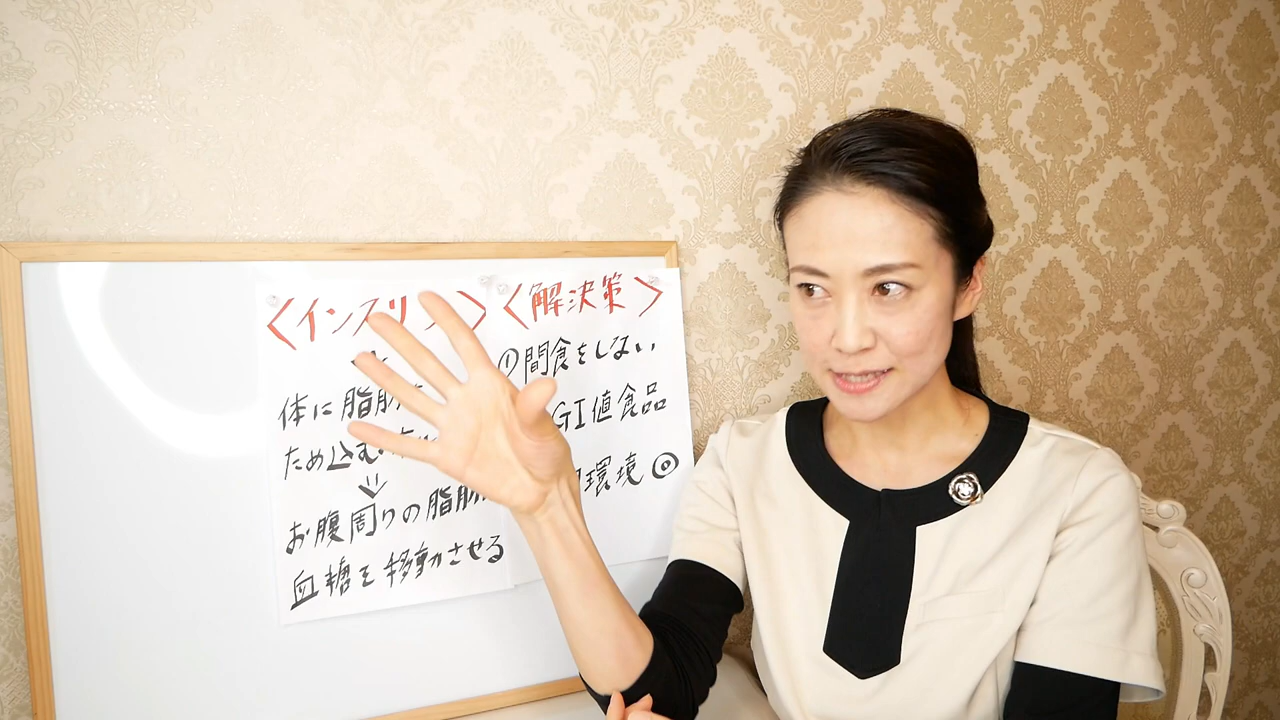 <インスリン>
体に脂肪
ため込む
お腹周りの脂肪
血糖を移動させる
<解決策>
①間食をしない
GI値食品
環境◎